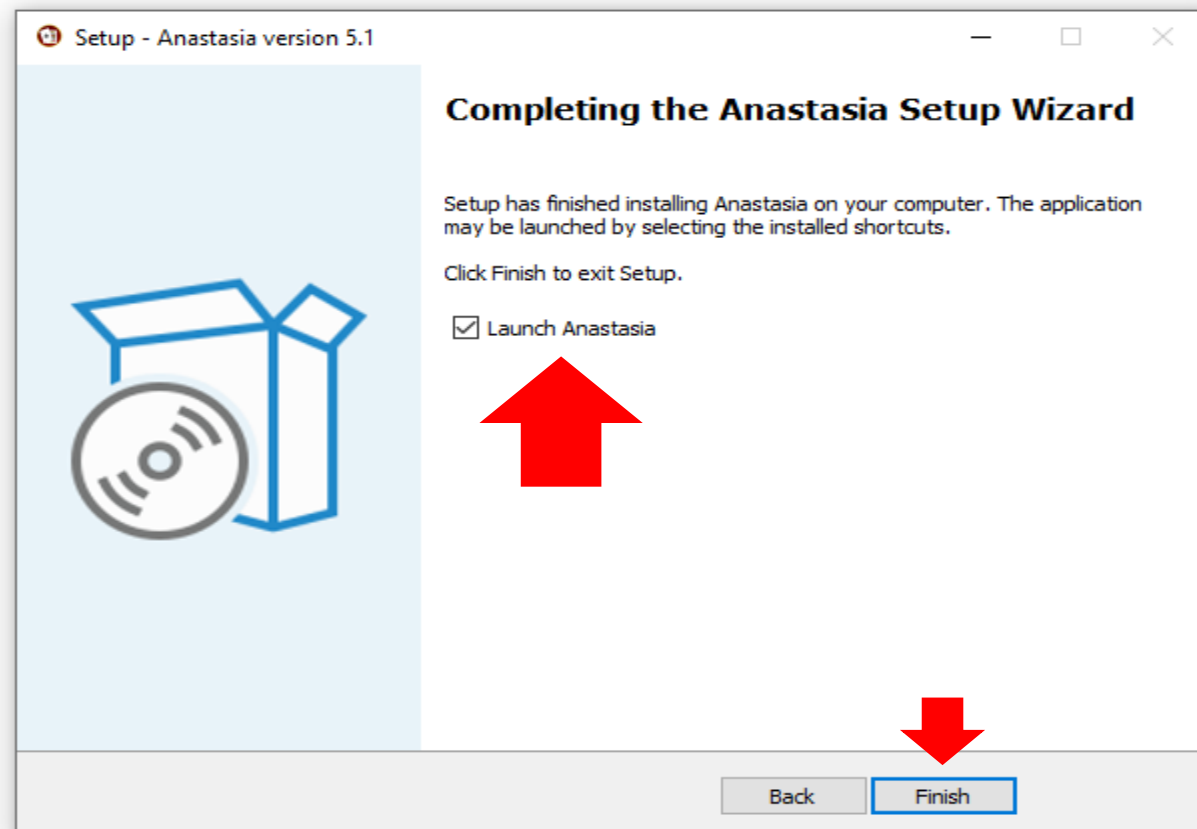 Setup - Anastasia version 5.1
Completing the Anastasia Setup Wizard
Setup has finished installing Anastasia on your computer. The application
may be launched by selecting the installed shortcuts.
Click Finish to exit Setup.
Launch Anastasia
Back
Finish